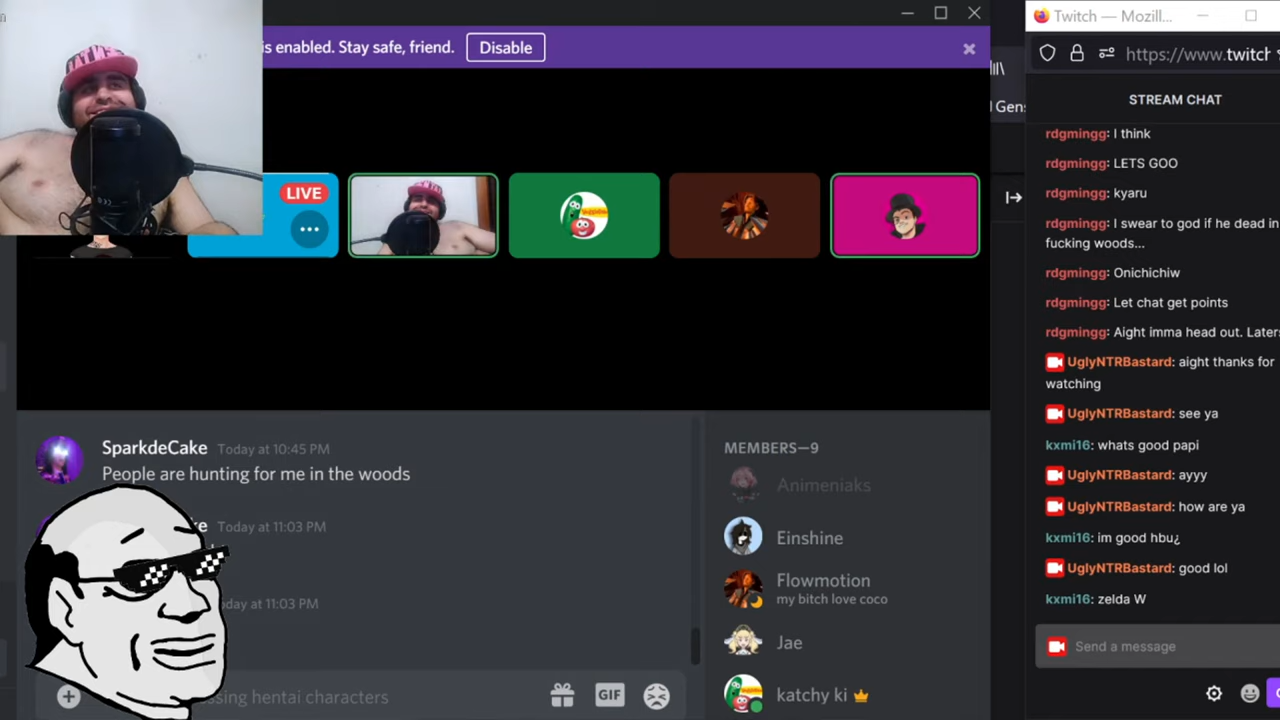 is enabled. Stay safe, friend.
Disable
LIVE
SparkdeCake Today at 10:45 PM
People are hunting for me in the woods
Today at 11:03 PM
oday at 11:03 PM
sing hentai characters
GIF
MEMBERS—9
Animeniaks
Einshine
Flowmotion
my bitch love coco
Jae
katchy ki
Gens
Twitch — Mozill...
https://www.twitch
STREAM CHAT
rdgmingg: I think
rdgmingg: LETS GOO
rdgmingg: kyaru
rdgmingg: I swear to god if he dead in
fucking woods...
rdgmingg: Onichichiw
rdgmingg: Let chat get points
rdgmingg: Aight imma head out. Laters
UglyNTRBastard: aight thanks for
watching
UglyNTRBastard: see ya
kxmi16: whats good papi
UglyNTRBastard: ayyy
UglyNTRBastard: how are ya
kxmi16: im good hbu¿
UglyNTRBastard: good lol
kxmi16: zelda W
Send a message